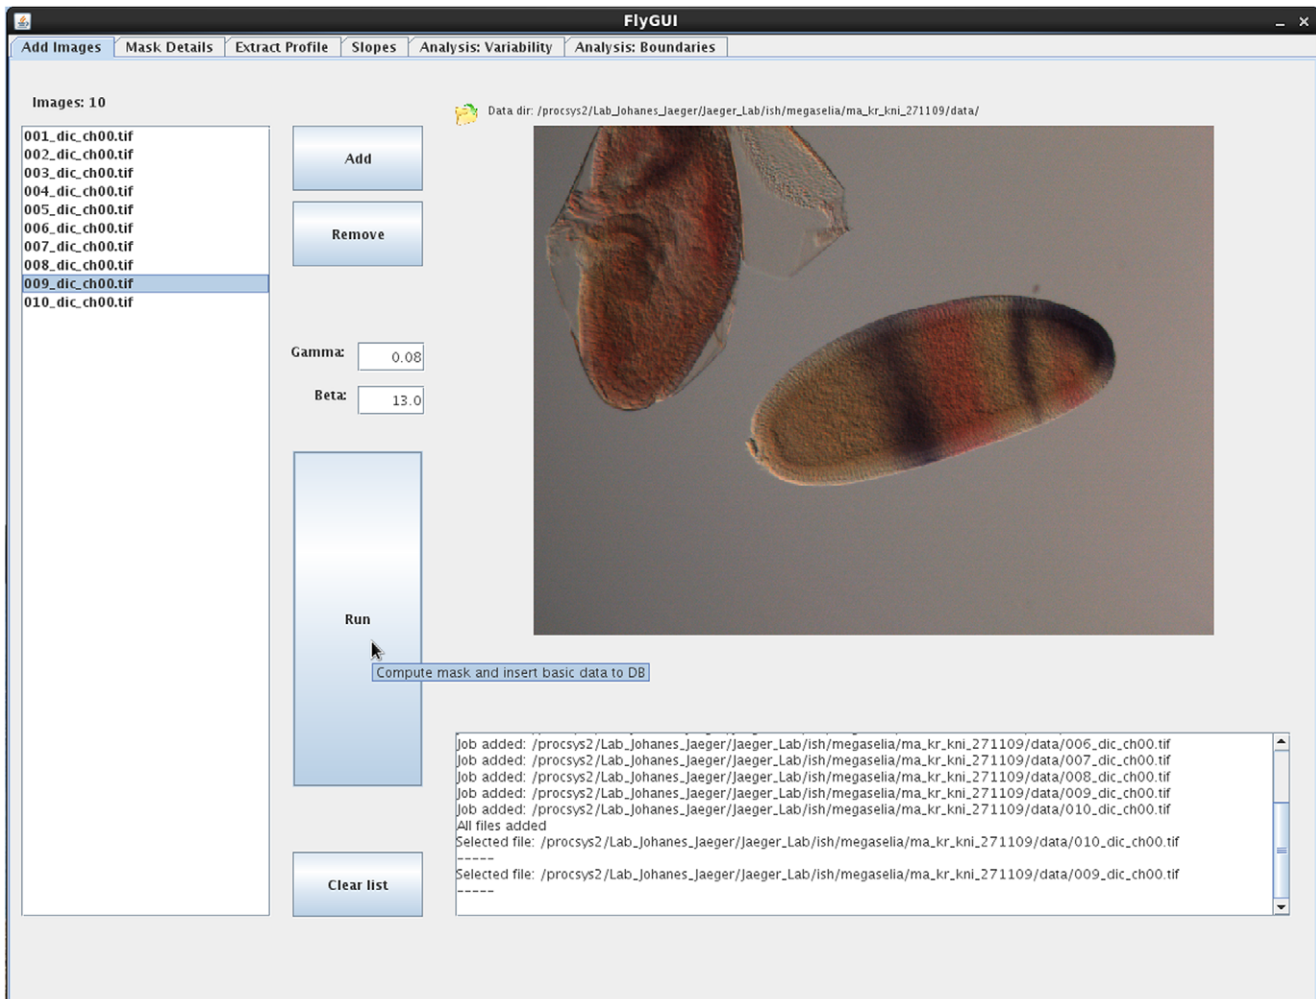 FlyGUI
Add Images
Mask Details
Extract Profile
Slopes
Analysis: Variability
Analysis: Boundaries
Images: 10
Data dir: /procsys2/Lab_Johanes_Jaeger/Jaeger_Lab/ish/megaselia/ma_kr_kni_271109/data/
001_dic_ch00.tif
002_dic_ch00.tif
003_dic_ch00.tif
004_dic_ch00.tif
005_dic_ch00.tif
006_dic_ch00.tif
007_dic_ch00.tif
008_dic_ch00.tif
009_dic_ch00.tif
010_dic_ch00.tif
Add
Remove
Gamma: 0.08
Beta: 13.0
Run
Compute mask and insert basic data to DB
Clear list
Job added: /procsys2/Lab_Johanes_Jaeger/Jaeger_Lab/ish/megaselia/ma_kr_kni_271109/data/006_dic_ch00.tif
Job added: /procsys2/Lab_Johanes_Jaeger/Jaeger_Lab/ish/megaselia/ma_kr_kni_271109/data/007_dic_ch00.tif
Job added: /procsys2/Lab_Johanes_Jaeger/Jaeger_Lab/ish/megaselia/ma_kr_kni_271109/data/008_dic_ch00.tif
Job added: /procsys2/Lab_Johanes_Jaeger/Jaeger_Lab/ish/megaselia/ma_kr_kni_271109/data/009_dic_ch00.tif
Job added: /procsys2/Lab_Johanes_Jaeger/Jaeger_Lab/ish/megaselia/ma_kr_kni_271109/data/010_dic_ch00.tif
All files added
Selected file: /procsys2/Lab_Johanes_Jaeger/Jaeger_Lab/ish/megaselia/ma_kr_kni_271109/data/010_dic_ch00.tif
-----
Selected file: /procsys2/Lab_Johanes_Jaeger/Jaeger_Lab/ish/megaselia/ma_kr_kni_271109/data/009_dic_ch00.tif
-----